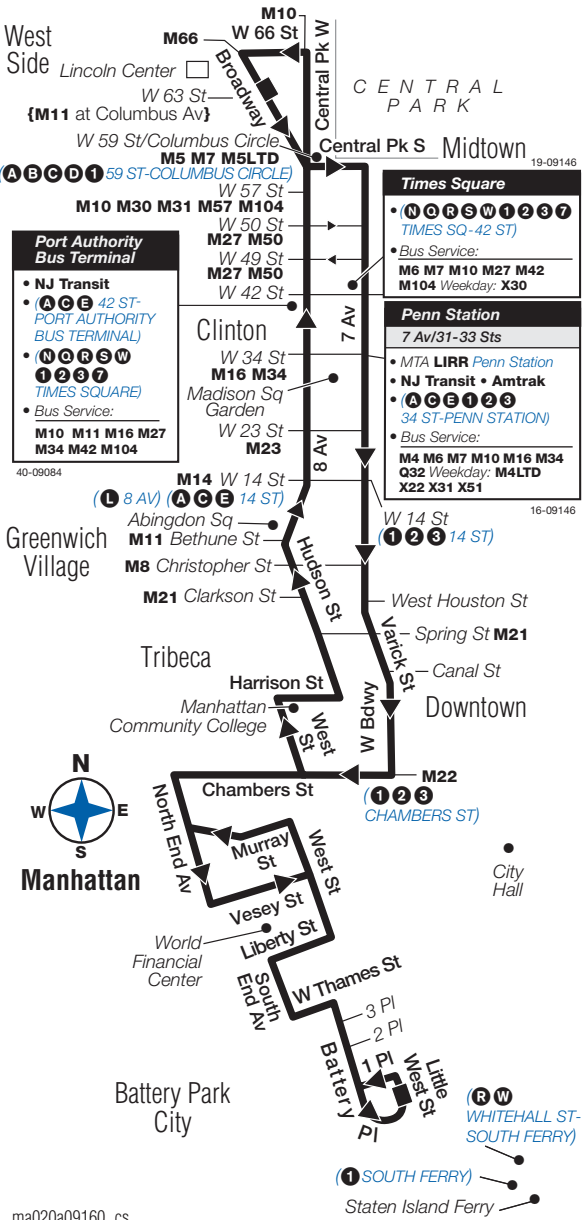 M10
W 66 St
M66
West
Side
Lincoln Center
Broadway
Central Pk W
CENTRAL
PARK
W 63 St
{M11 at Columbus Av}
W 59 St/Columbus Circle
M5 M7 M5LTD
(A B C D 1 59 ST-COLUMBUS CIRCLE)
Central Pk S
Midtown
19-09146
W 57 St
M10 M30 M31 M57 M104
W 50 St
M27 M50
W 49 St
M27 M50
W 42 St
Times Square
• (N Q R S W 1 2 3 7
TIMES SQ-42 ST)
• Bus Service:
M6 M7 M10 M27 M42
M104 Weekday: X30
Port Authority
Bus Terminal
• NJ Transit
• (A C E 42 ST-
PORT AUTHORITY
BUS TERMINAL)
• (N Q R S W
1 2 3 7
TIMES SQUARE)
• Bus Service:
M10 M11 M16 M27
M34 M42 M104
40-09084
Clinton
7 Av
Penn Station
7 Av/31-33 Sts
• MTA LIRR Penn Station
• NJ Transit • Amtrak
• (A C E 1 2 3
34 ST-PENN STATION)
• Bus Service:
M4 M6 M7 M10 M16 M34
Q32 Weekday: M4LTD
X22 X31 X51
16-09146
W 34 St
M16 M34
Madison Sq
Garden
W 23 St
M23
8 Av
M14 W 14 St
(L 8 AV) (A C E 14 ST)
W 14 St
(1 2 3 14 ST)
Abingdon Sq
Greenwich
Village
M11 Bethune St
M8 Christopher St
M21 Clarkson St
Hudson St
West Houston St
Varick St
Spring St M21
Canal St
Tribeca
Harrison St
Manhattan
Community College
West
St
W Bdwy
Downtown
Chambers St
M22
(1 2 3
CHAMBERS ST)
N
W
E
S
Manhattan
North End Av
Murray
St
West St
Vesey St
City
Hall
World
Financial
Center
Liberty St
South
End Av
W Thames St
3 Pl
2 Pl
1 Pl
Battery
Pl
Little
West St
Battery Park
City
(R W
WHITEHALL ST-
SOUTH FERRY)
(1 SOUTH FERRY)
Staten Island Ferry
ma020a09160_cs